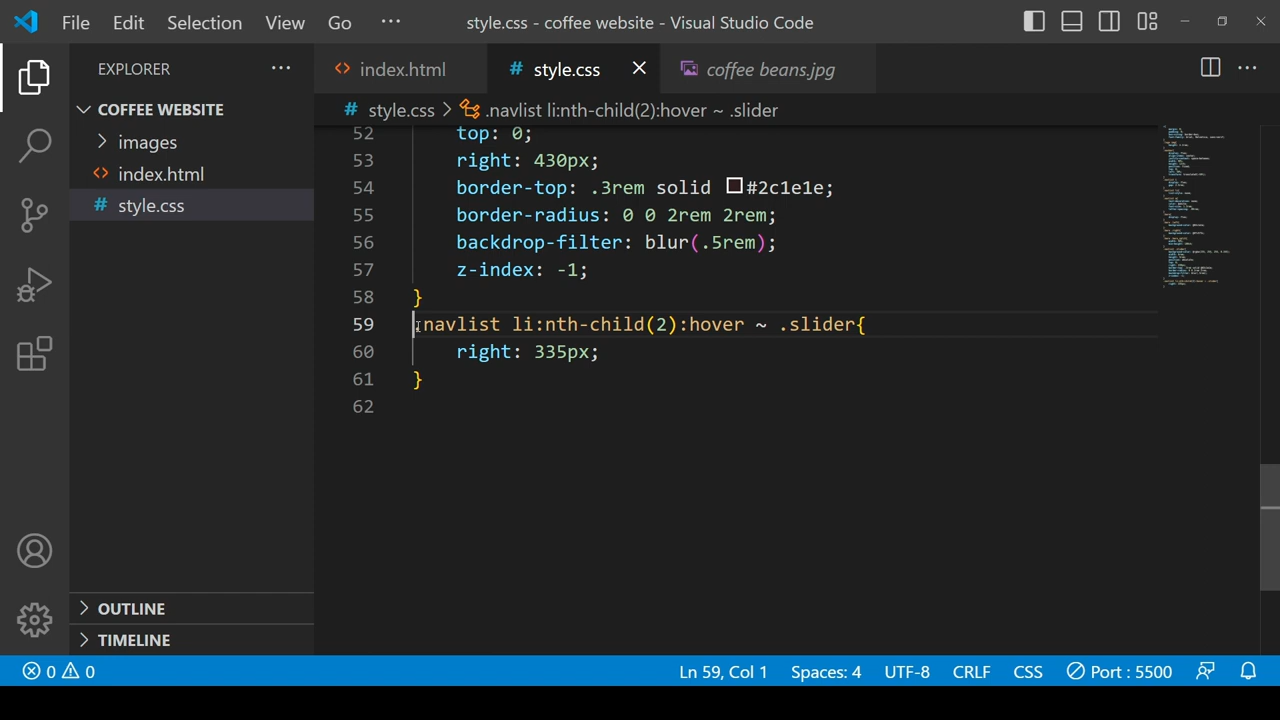 File Edit Selection View Go ··· style.css - coffee website - Visual Studio Code
EXPLORER ···
COFFEE WEBSITE
images
index.html
style.css
OUTLINE
TIMELINE
index.html # style.css coffee beans.jpg ···
# style.css > .navlist li:nth-child(2):hover ~ .slider
52 top: 0;
53 right: 430px;
54 border-top: .3rem solid #2c1e1e;
55 border-radius: 0 0 2rem 2rem;
56 backdrop-filter: blur(.5rem);
57 z-index: -1;
58 }
59 .navlist li:nth-child(2):hover ~ .slider{
60 right: 335px;
61 }
62
0 0 Ln 59, Col 1 Spaces: 4 UTF-8 CRLF CSS Port : 5500